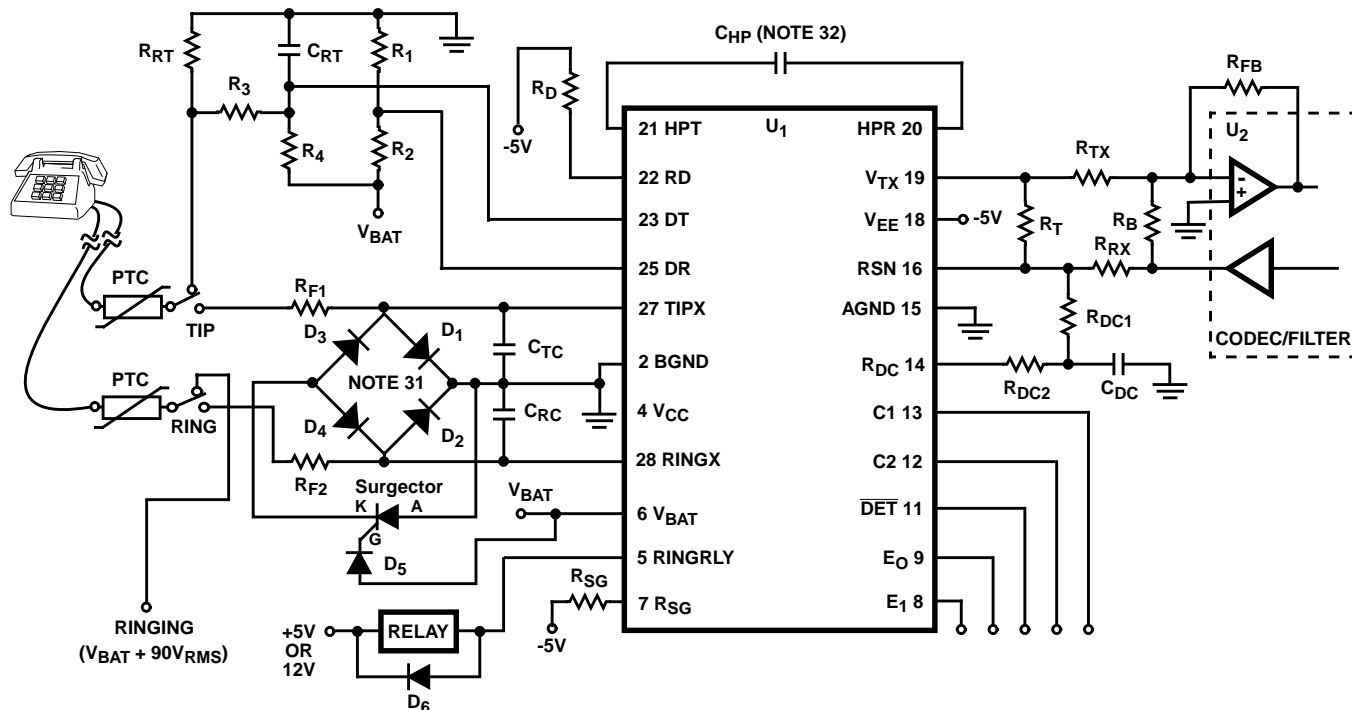 C_HP (NOTE 32)
R_RT
C_RT
R_1
R_3
R_4
R_2
V_BAT
R_D
-5V
U_1
21 HPT
22 RD
23 DT
25 DR
27 TIPX
2 BGND
4 V_CC
28 RINGX
6 V_BAT
5 RINGRLY
7 R_SG
HPR 20
V_TX 19
V_EE 18
RSN 16
AGND 15
R_DC 14
C1 13
C2 12
DET 11
E_O 9
E_1 8
-5V
R_FB
U_2
R_TX
-
+
R_T
R_B
R_RX
R_DC1
R_DC2
C_DC
CODEC/FILTER
PTC
TIP
R_F1
D_3
D_1
NOTE 31
D_4
D_2
C_TC
C_RC
PTC
RING
R_F2
Surgector
K
A
G
D_5
V_BAT
R_SG
-5V
RINGING
(V_BAT + 90V_RMS)
+5V
OR
12V
RELAY
D_6